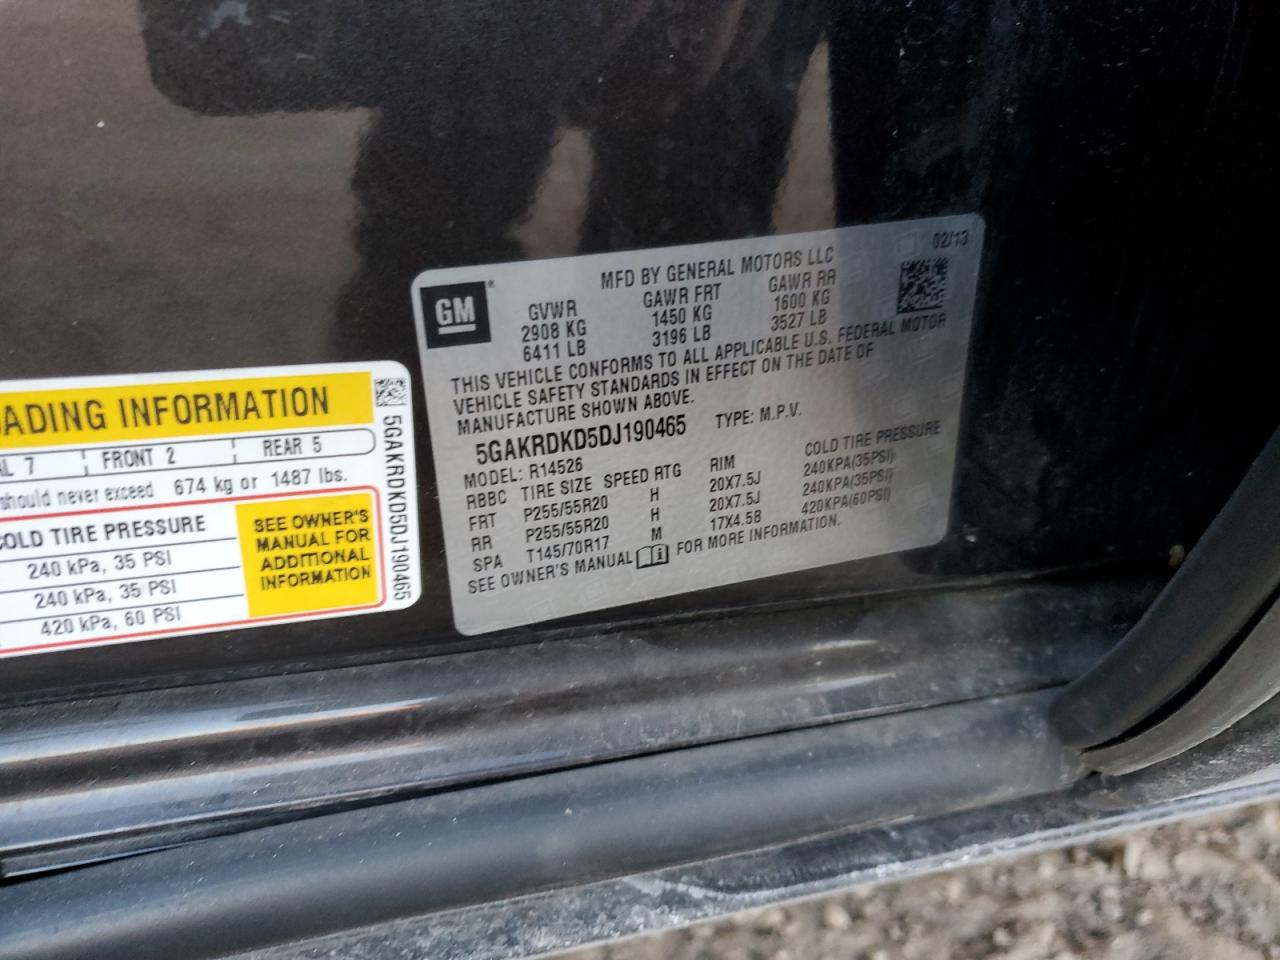 ADING INFORMATION
AL 7 FRONT 2 REAR 5
should never exceed 674 kg or 1487 lbs.
COLD TIRE PRESSURE
240 kPa, 35 PSI
240 kPa, 35 PSI
420 kPa, 60 PSI
SEE OWNER'S
MANUAL FOR
ADDITIONAL
INFORMATION
5GAKRDKD5DJ190465
GM®
02/13
MFD BY GENERAL MOTORS LLC
GVWR GAWR FRT GAWR RR
2908 KG 1450 KG 1600 KG
6411 LB 3196 LB 3527 LB
THIS VEHICLE CONFORMS TO ALL APPLICABLE U.S. FEDERAL MOTOR
VEHICLE SAFETY STANDARDS IN EFFECT ON THE DATE OF
MANUFACTURE SHOWN ABOVE.
5GAKRDKD5DJ190465 TYPE: M.P.V.
MODEL: R14526
RBBC TIRE SIZE SPEED RTG RIM COLD TIRE PRESSURE
FRT P255/55R20 H 20X7.5J 240KPA(35PSI)
RR P255/55R20 H 20X7.5J 240KPA(35PSI)
SPA T145/70R17 M 17X4.5B 420KPA(60PSI)
SEE OWNER'S MANUAL FOR MORE INFORMATION.